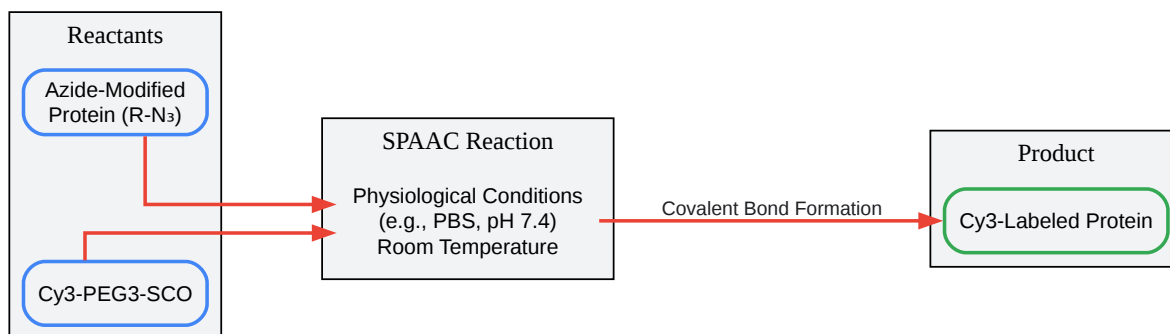 Reactants
Azide-Modified
Protein (R-N₃)
Cy3-PEG3-SCO
SPAAC Reaction
Physiological Conditions
(e.g., PBS, pH 7.4)
Room Temperature
Covalent Bond Formation
Product
Cy3-Labeled Protein